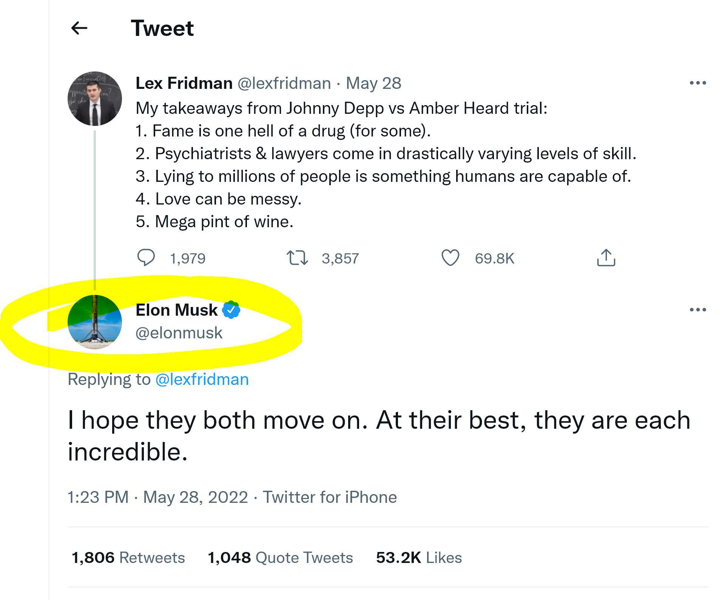 Tweet
Lex Fridman @lexfridman · May 28
My takeaways from Johnny Depp vs Amber Heard trial:
1. Fame is one hell of a drug (for some).
2. Psychiatrists & lawyers come in drastically varying levels of skill.
3. Lying to millions of people is something humans are capable of.
4. Love can be messy.
5. Mega pint of wine.
1,979 3,857 69.8K
Elon Musk
@elonmusk
Replying to @lexfridman
I hope they both move on. At their best, they are each
incredible.
1:23 PM · May 28, 2022 · Twitter for iPhone
1,806 Retweets 1,048 Quote Tweets 53.2K Likes